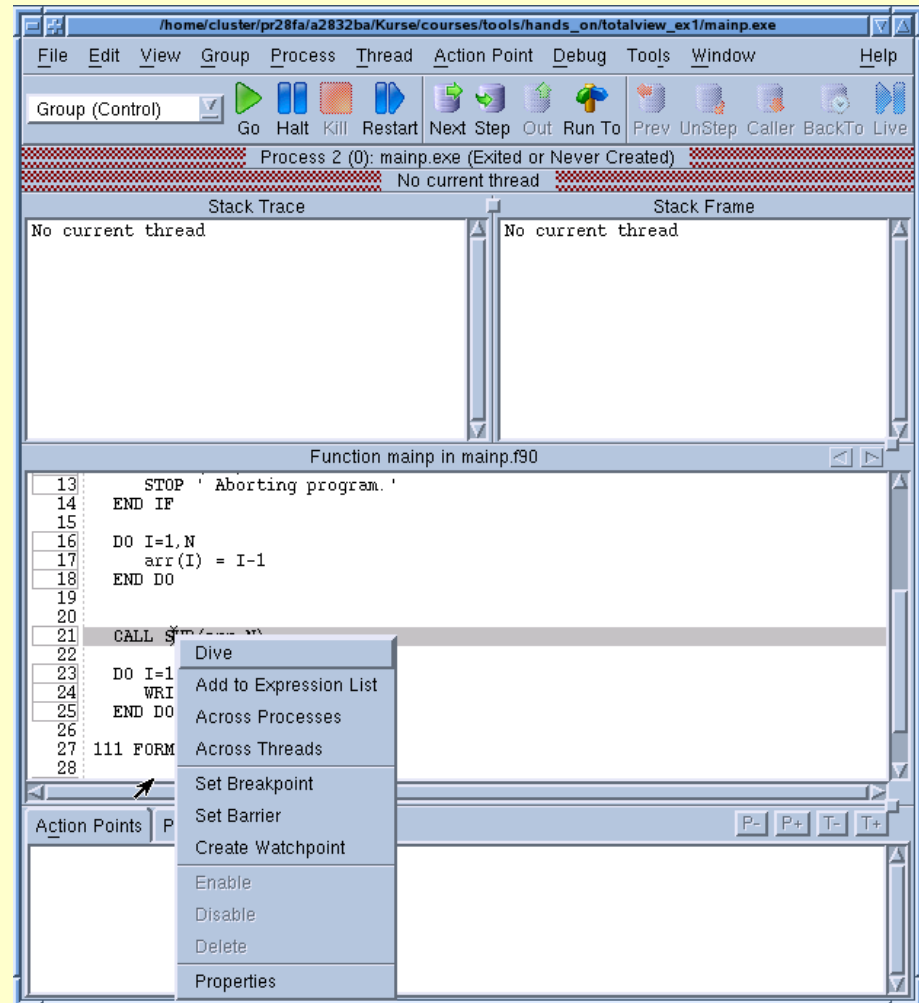 /home/cluster/pr28fa/a2832ba/Kurse/courses/tools/hands_on/totalview_ex1/mainp.exe
File Edit View Group Process Thread Action Point Debug Tools Window Help
Group (Control) Go Halt Kill Restart Next Step Out Run To Prev UnStep Caller BackTo Live
Process 2 (0): mainp.exe (Exited or Never Created)
No current thread
Stack Trace Stack Frame
No current thread No current thread
Function mainp in mainp.f90
13 STOP ' Aborting program.'
14 END IF
15
16 DO I=1,N
17 arr(I) = I-1
18 END DO
19
20
21 CALL
22
23 DO I=1
24 WRI
25 END DO
26
27 111 FORM
28
Dive
Add to Expression List
Across Processes
Across Threads
Set Breakpoint
Set Barrier
Create Watchpoint
Enable
Disable
Delete
Properties
Action Points P P- P+ T- T+